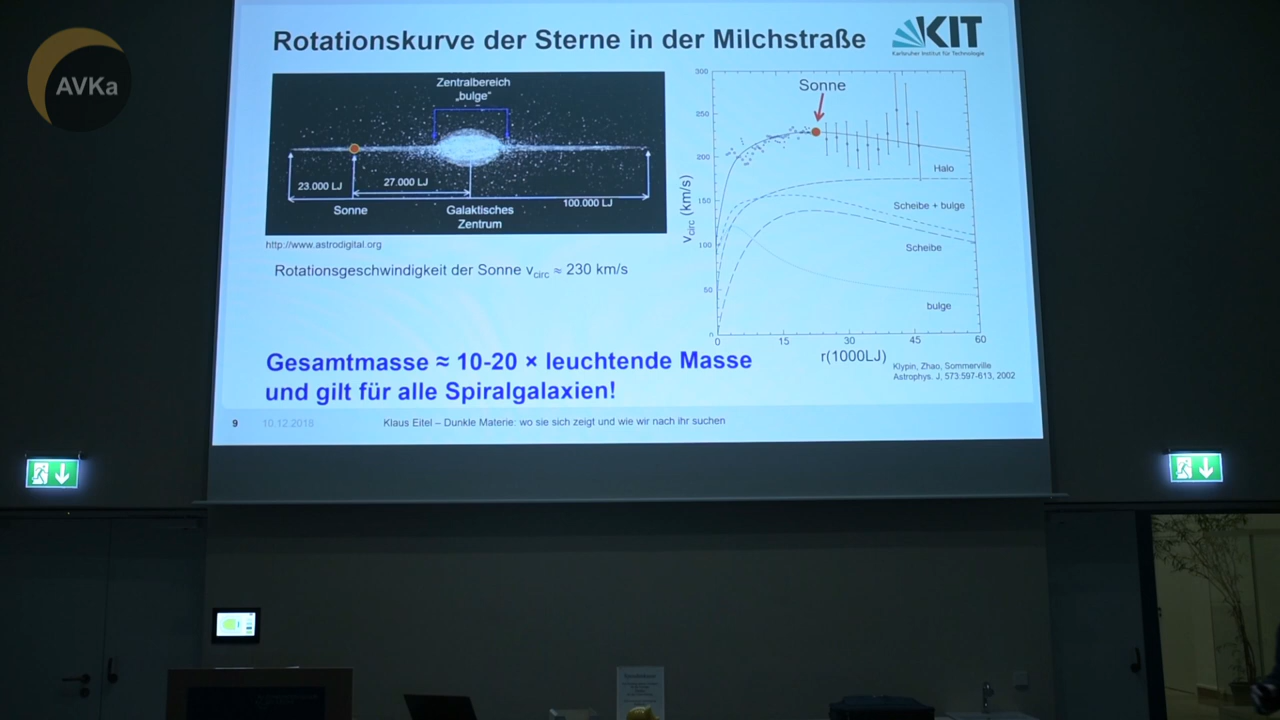 AVKa
Rotationskurve der Sterne in der Milchstraße
KIT
Karlsruher Institut für Technologie
Zentralbereich
„bulge“
23.000 LJ
27.000 LJ
100.000 LJ
Sonne
Galaktisches
Zentrum
http://www.astrodigital.org
Rotationsgeschwindigkeit der Sonne vcirc ≈ 230 km/s
Sonne
300
250
200
150
100
50
0
vcirc (km/s)
Halo
Scheibe + bulge
Scheibe
bulge
0 15 30 45 60
r(1000LJ)
Klypin, Zhao, Sommerville
Astrophys. J, 573:597-613, 2002
Gesamtmasse ≈ 10-20 × leuchtende Masse
und gilt für alle Spiralgalaxien!
9 10.12.2018 Klaus Eitel – Dunkle Materie: wo sie sich zeigt und wie wir nach ihr suchen